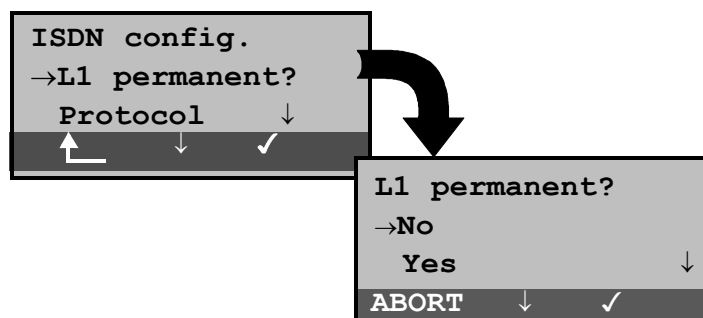 ISDN config.
→L1 permanent?
Protocol ↓
↓ ✓
L1 permanent?
→No
Yes ↓
ABORT ↓ ✓